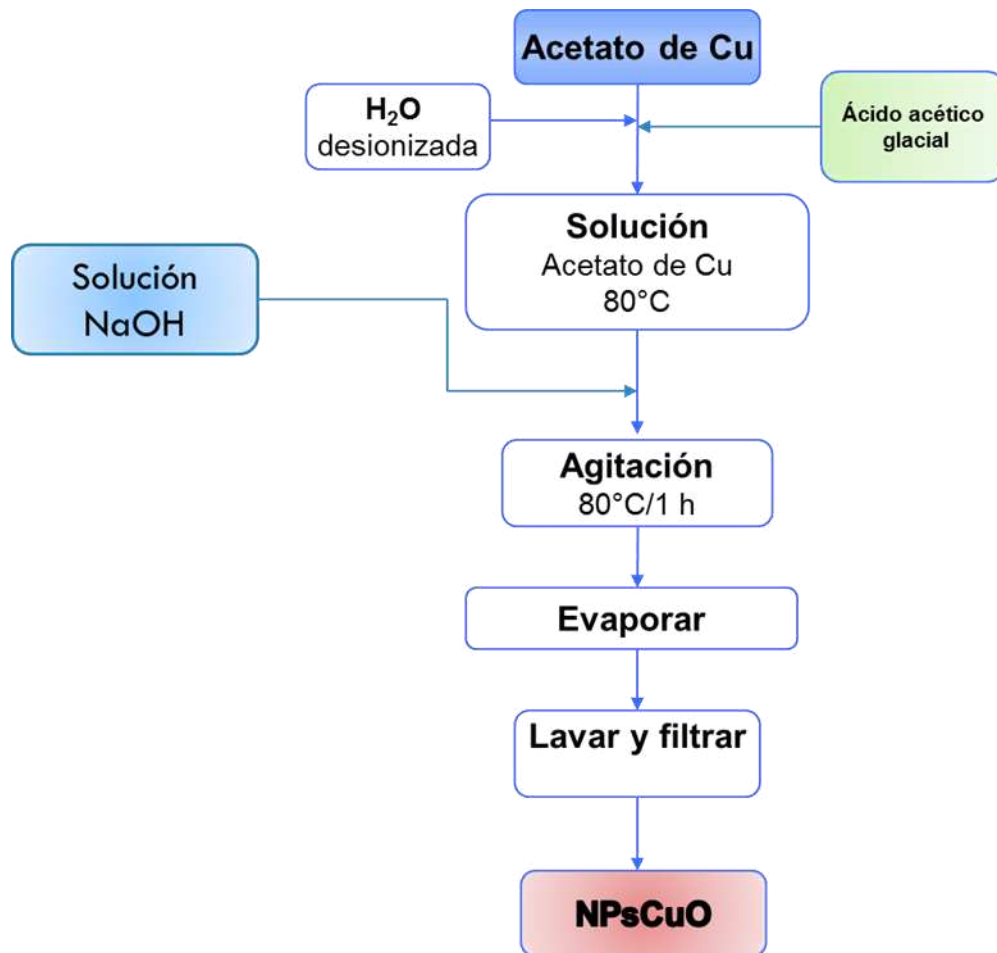 Acetato de Cu
H₂O
desionizada
Ácido acético
glacial
Solución
Acetato de Cu
80°C
Solución
NaOH
Agitación
80°C/1 h
Evaporar
Lavar y filtrar
NPsCuO